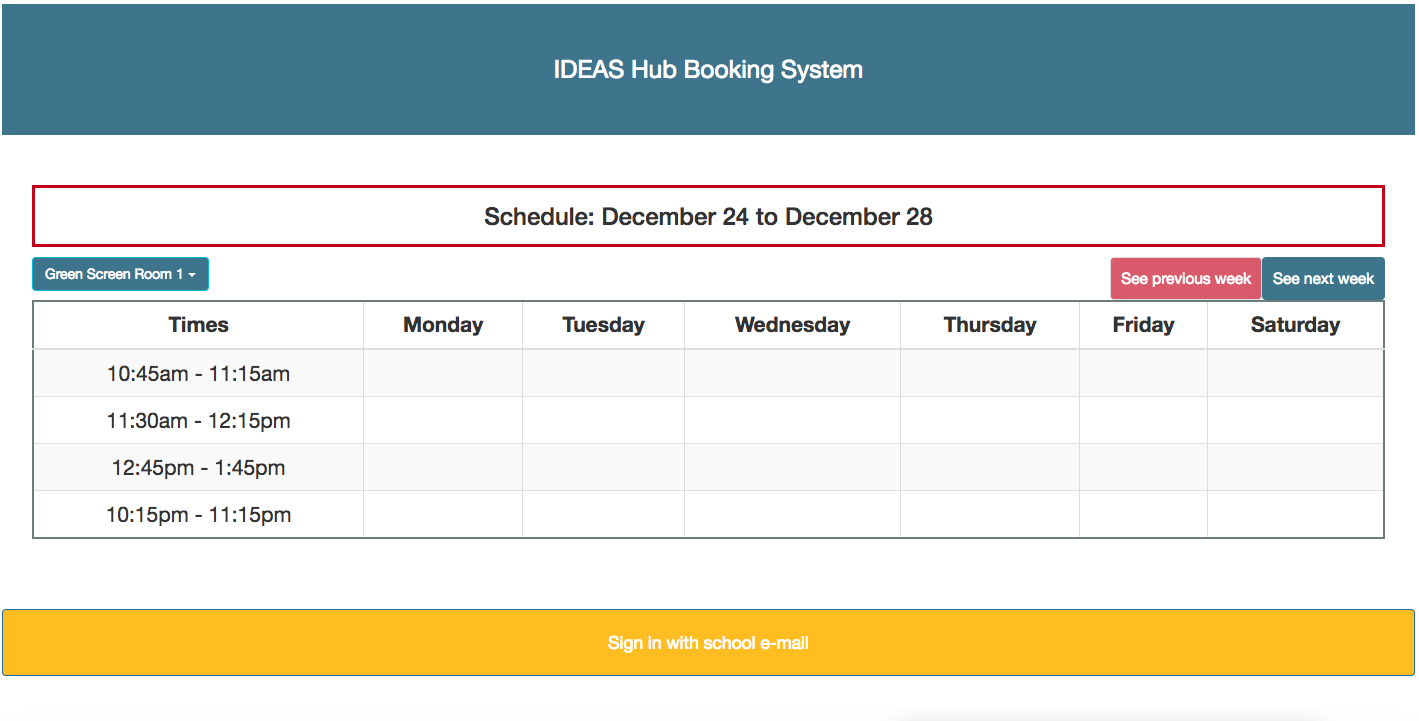 IDEAS Hub Booking System
Schedule: December 24 to December 28
Green Screen Room 1
See previous week See next week
Times Monday Tuesday Wednesday Thursday Friday Saturday
10:45am - 11:15am
11:30am - 12:15pm
12:45pm - 1:45pm
10:15pm - 11:15pm
Sign in with school e-mail